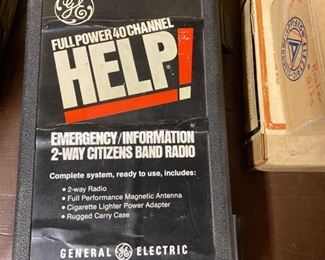 GE
FULL POWER 40 CHANNEL
HELP!
EMERGENCY/INFORMATION
2-WAY CITIZENS BAND RADIO
Complete system, ready to use, includes:
• 2-way Radio
• Full Performance Magnetic Antenna
• Cigarette Lighter Power Adapter
• Rugged Carry Case
GENERAL GE ELECTRIC